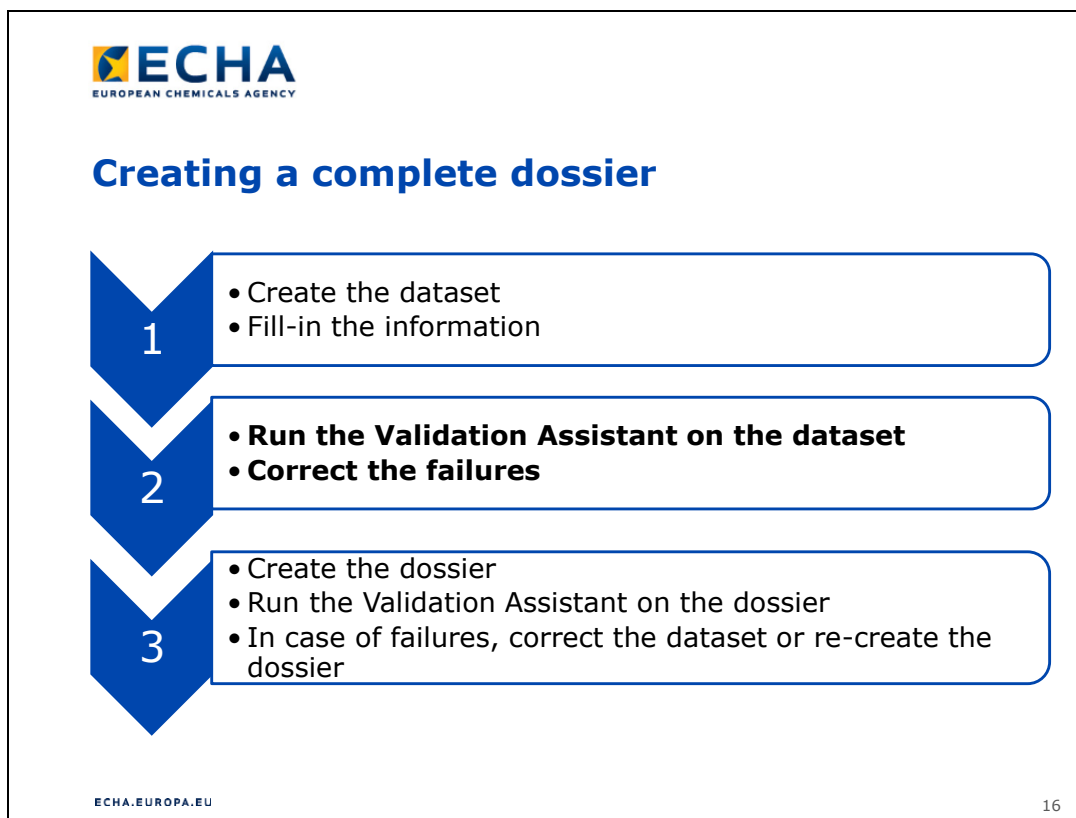 ECHA
EUROPEAN CHEMICALS AGENCY
Creating a complete dossier
1
• Create the dataset
• Fill-in the information
2
• Run the Validation Assistant on the dataset
• Correct the failures
3
• Create the dossier
• Run the Validation Assistant on the dossier
• In case of failures, correct the dataset or re-create the
dossier
ECHA.EUROPA.EU
16